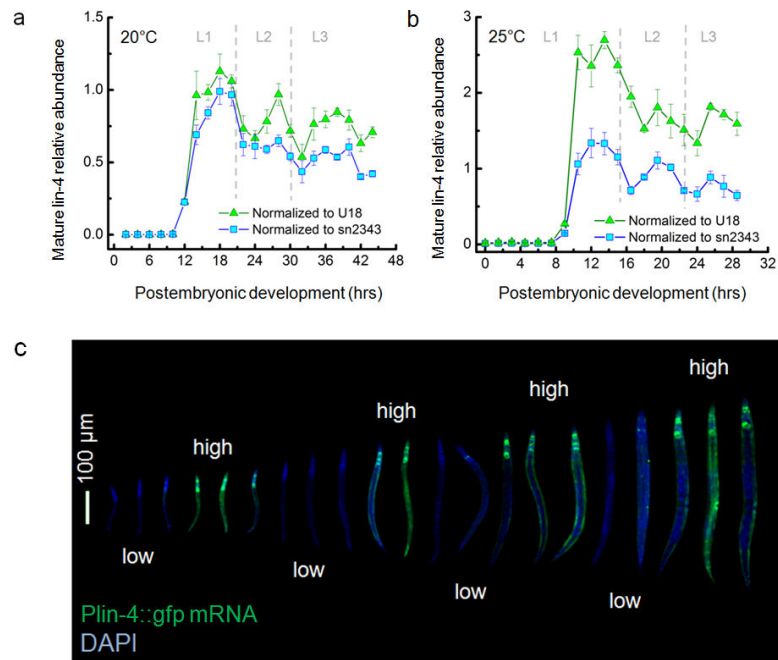 a
20°C
L1
L2
L3
Mature lin-4 relative abundance
1.5
1.0
0.5
0.0
Normalized to U18
Normalized to sn2343
0 6 12 18 24 30 36 42 48
Postembryonic development (hrs)
b
25°C
L1
L2
L3
Mature lin-4 relative abundance
3
2
1
0
Normalized to U18
Normalized to sn2343
0 4 8 12 16 20 24 28 32
Postembryonic development (hrs)
c
100 µm
high
high
high
high
low
low
low
low
Plin-4::gfp mRNA
DAPI